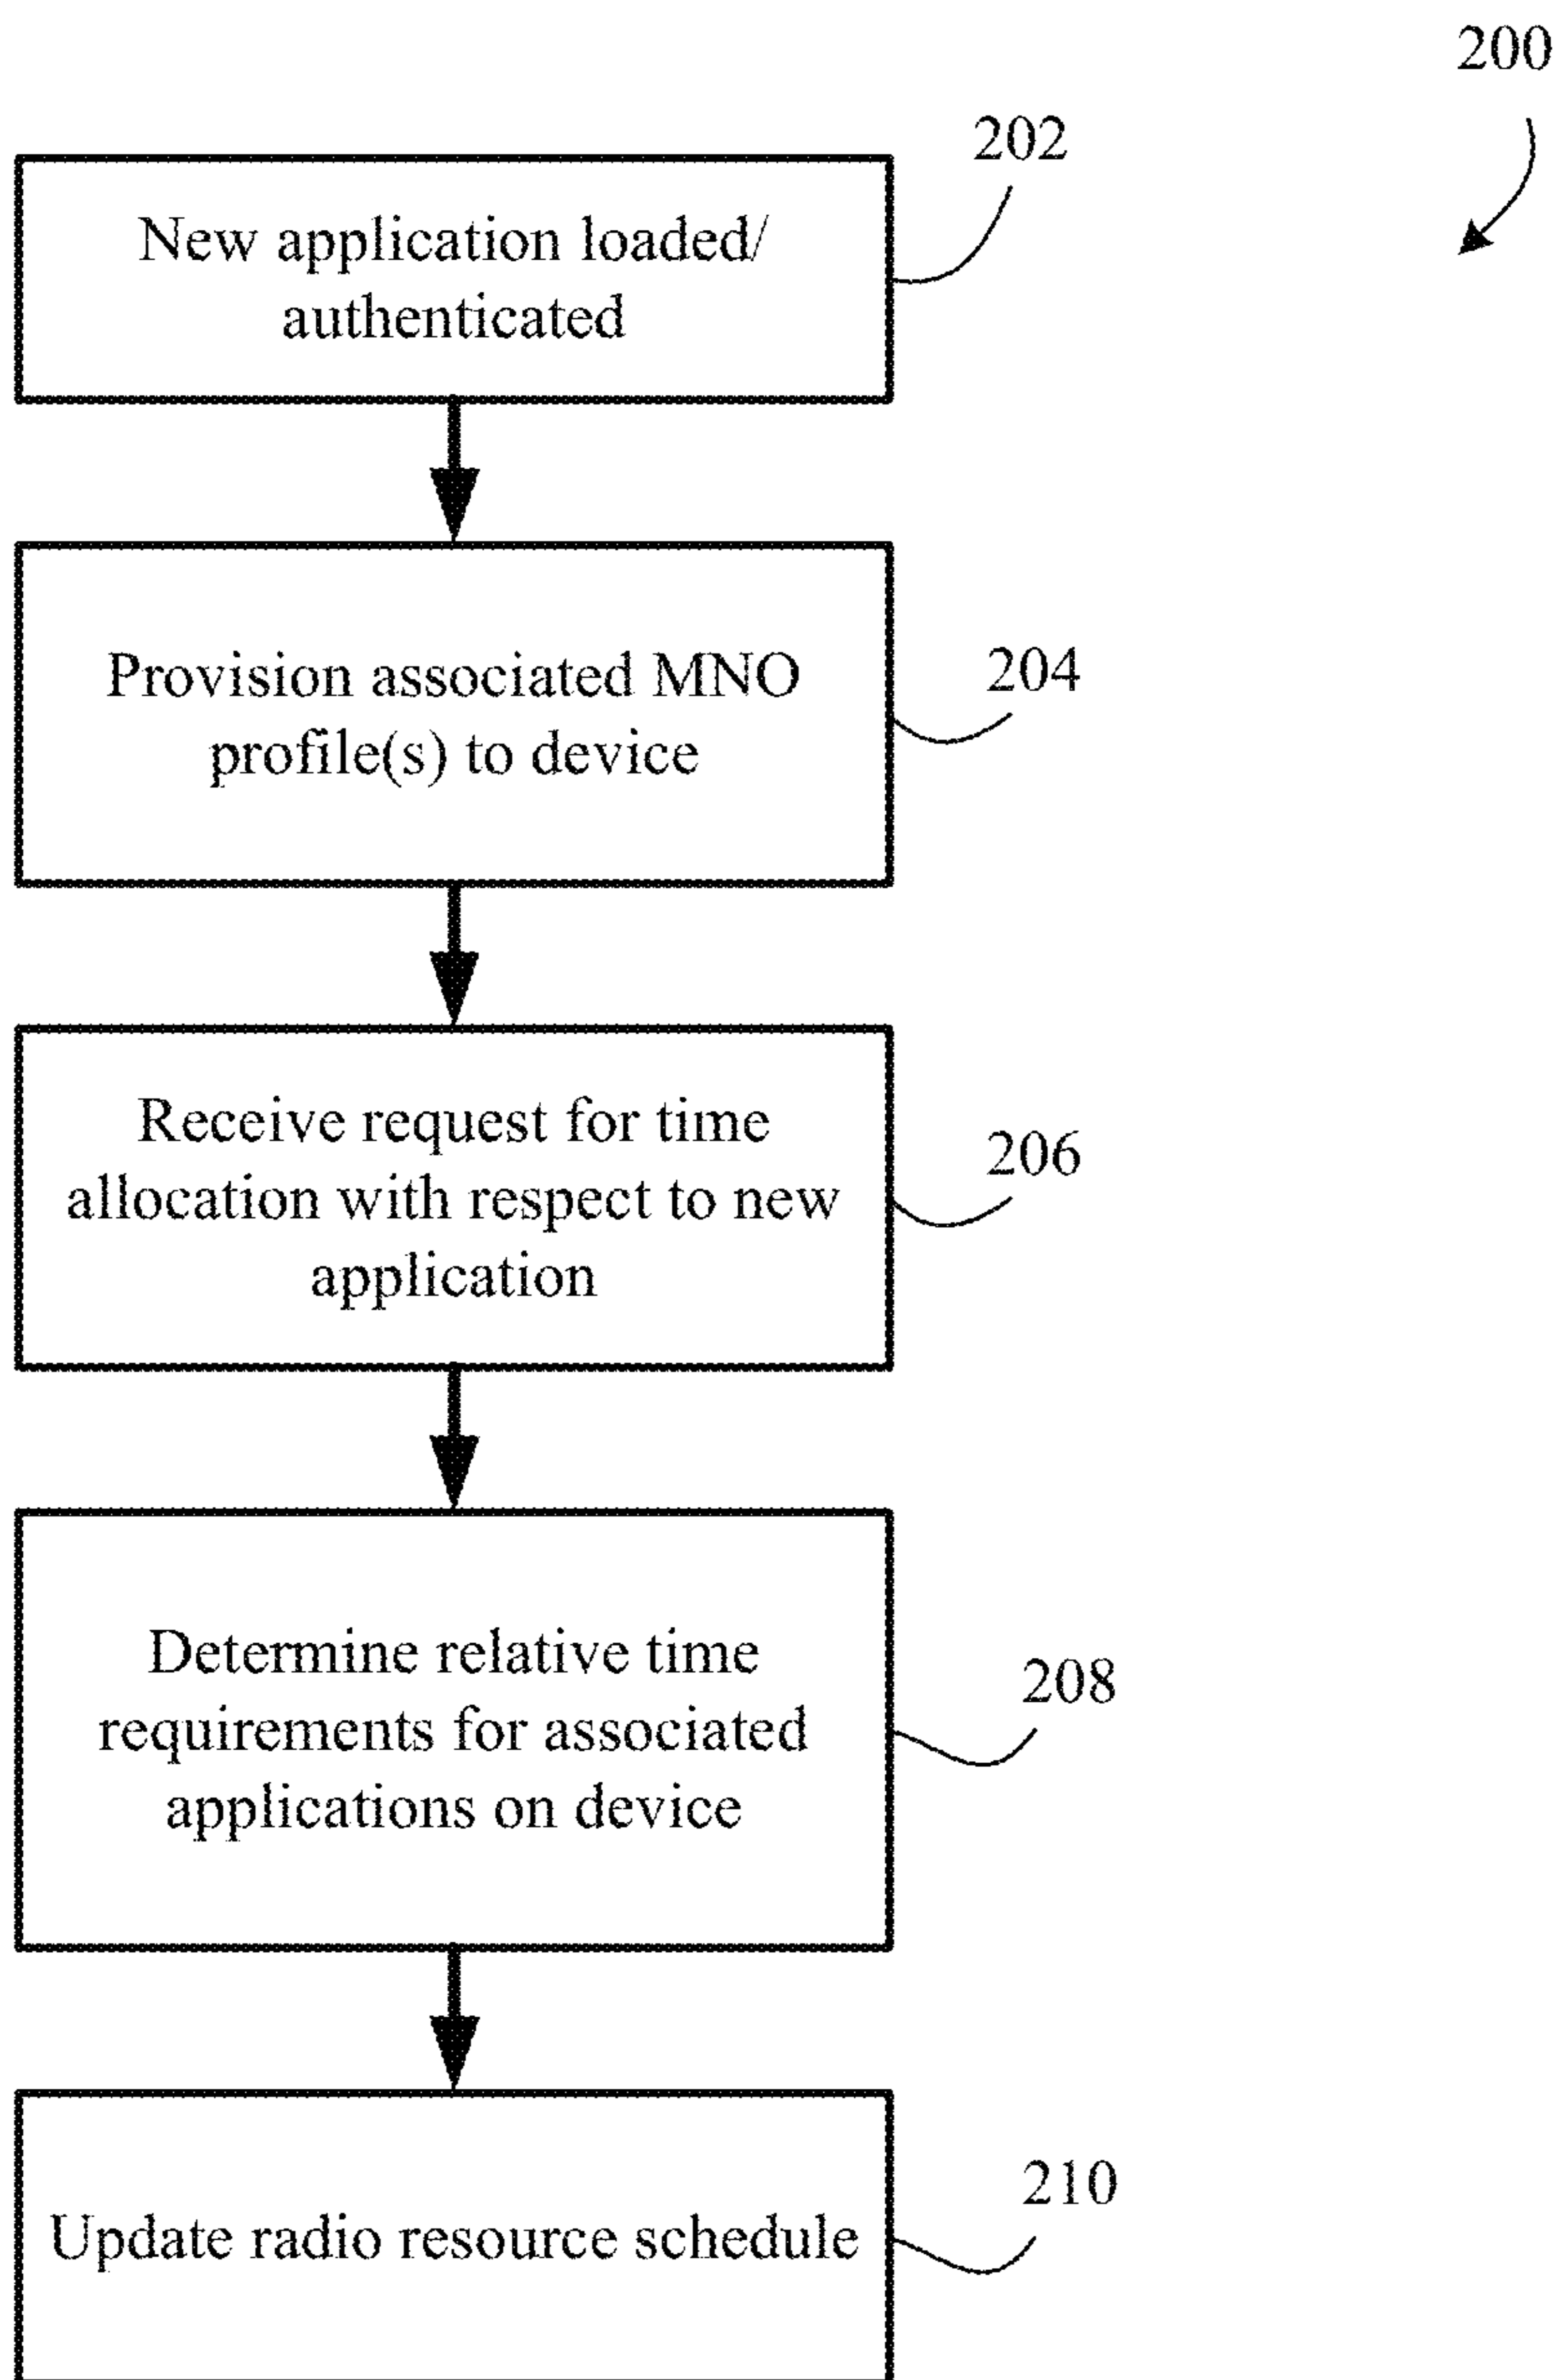 200
202
New application loaded/
authenticated
Provision associated MNO
profile(s) to device
204
Receive request for time
allocation with respect to new
application
206
Determine relative time
requirements for associated
applications on device
208
Update radio resource schedule
210